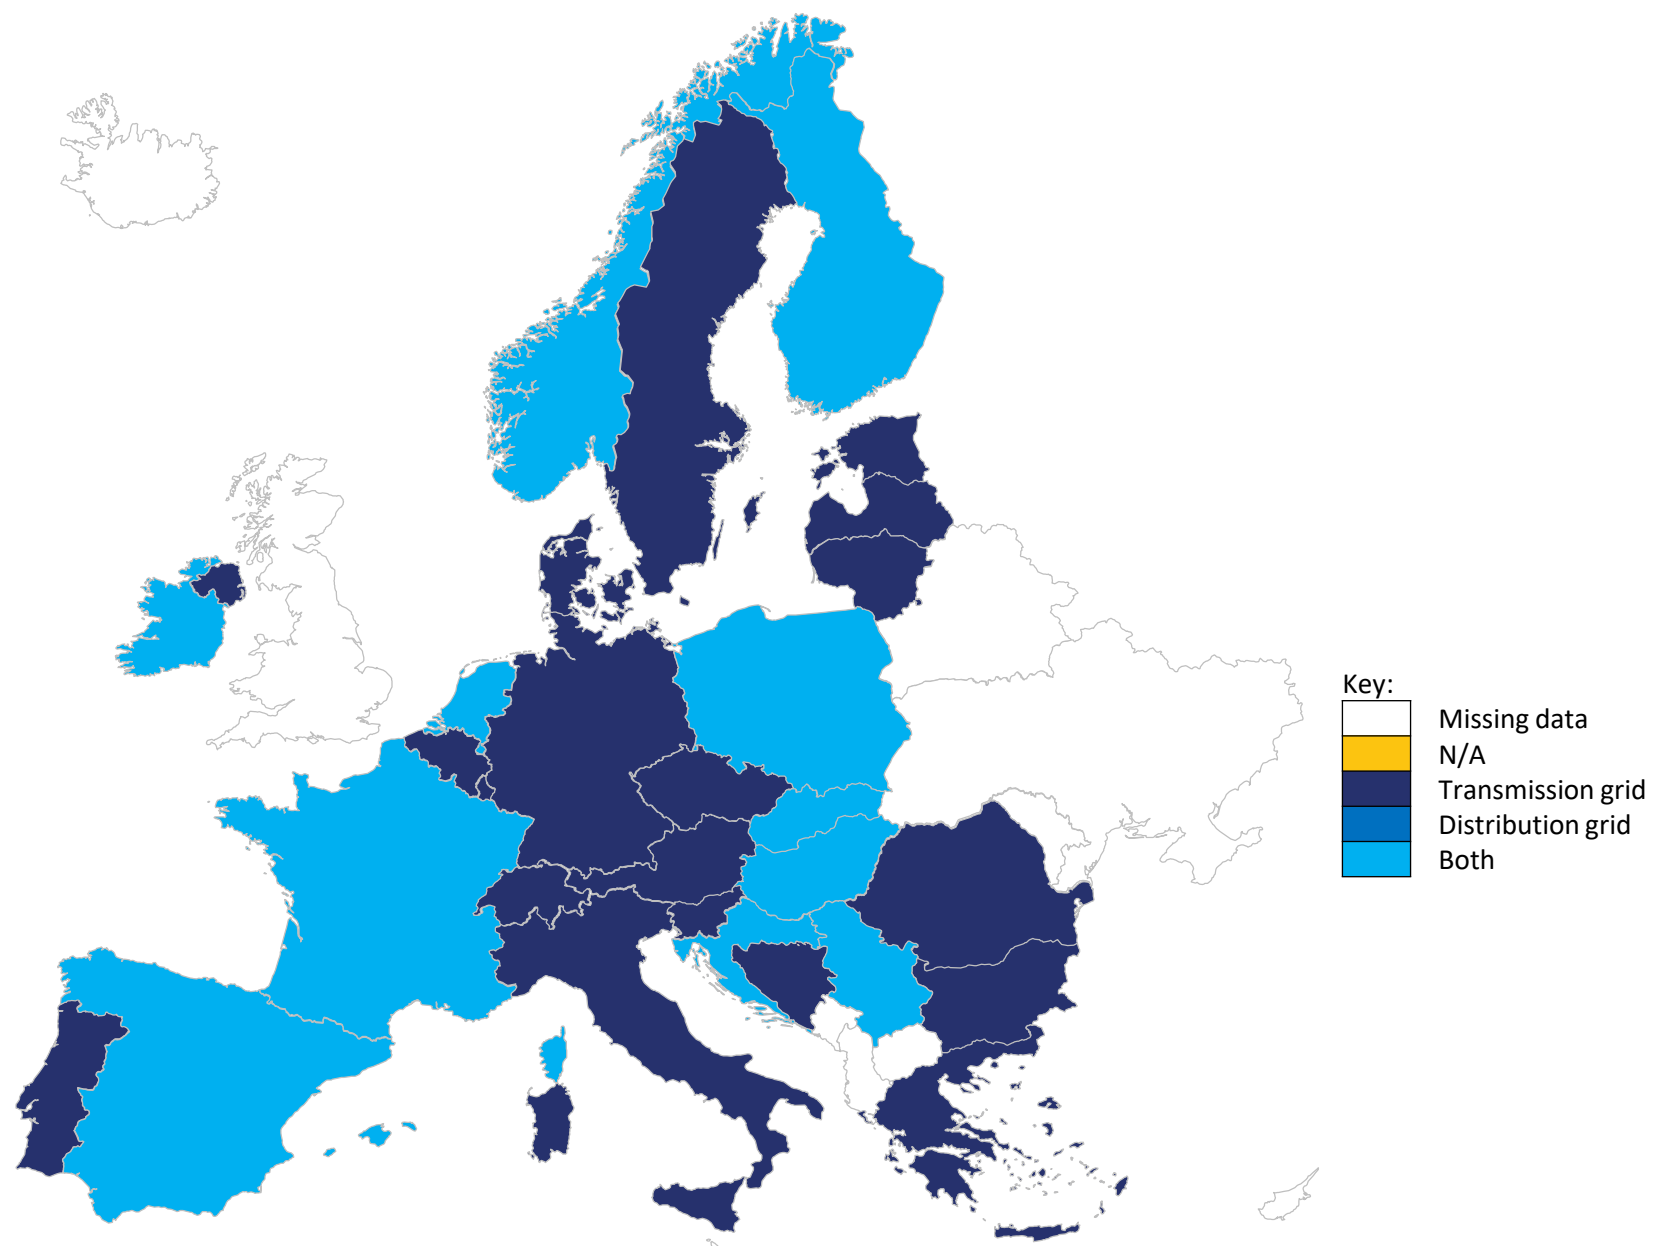 Key:
Missing data
N/A
Transmission grid
Distribution grid
Both